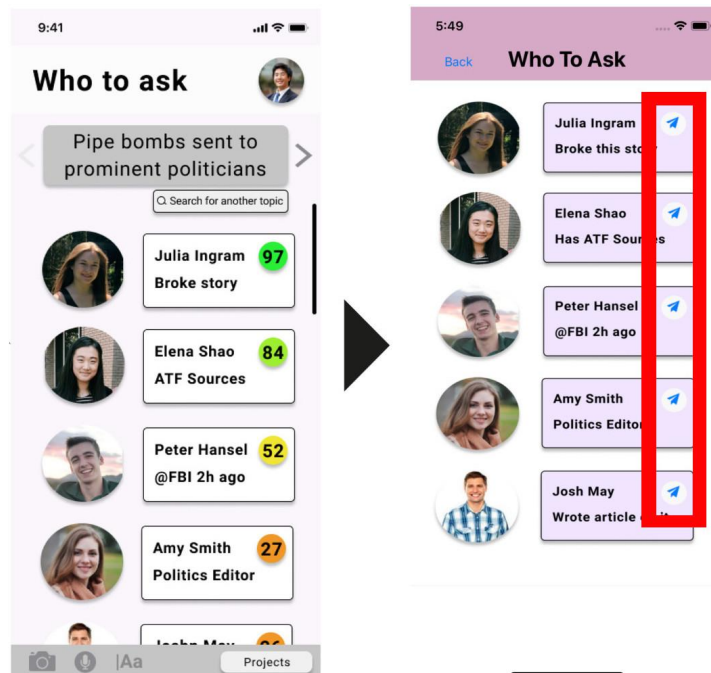 9:41
Who to ask
Pipe bombs sent to
prominent politicians
Search for another topic
Julia Ingram 97
Broke story
Elena Shao 84
ATF Sources
Peter Hansel 52
@FBI 2h ago
Amy Smith 27
Politics Editor
|Aa
Projects
5:49
Back Who To Ask
Julia Ingram
Broke this
Elena Shao
Has ATF
Peter Hansel
@FBI 2h ago
Amy Smith
Politics
Josh May
Wrote article